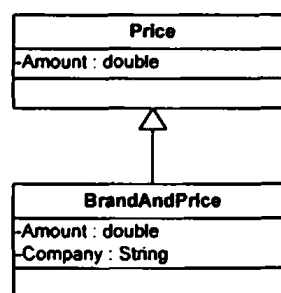 Price
-Amount : double
BrandAndPrice
-Amount : double
-Company : String